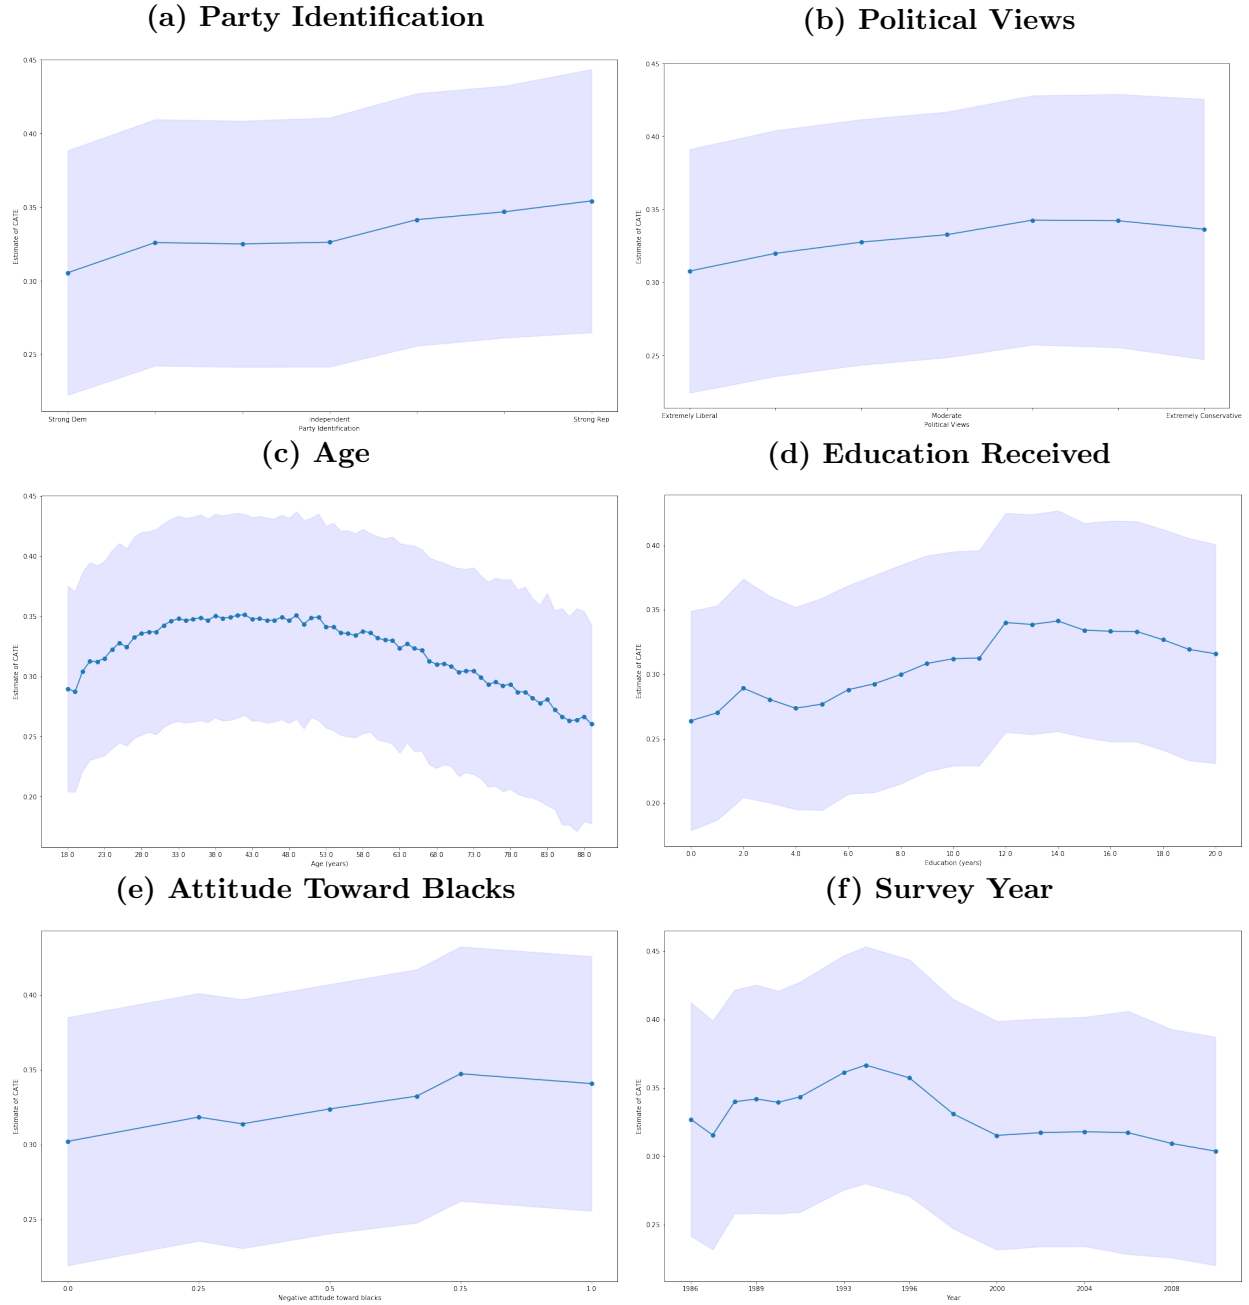 (a) Party Identification
0.45
0.40
0.35
0.30
0.25
Estimate of CATE
Strong Dem
Independent
Strong Rep
Party Identification
(b) Political Views
0.45
0.40
0.35
0.30
0.25
Estimate of CATE
Extremely Liberal
Moderate
Extremely Conservative
Political Views
(c) Age
0.45
0.40
0.35
0.30
0.25
0.20
Estimate of CATE
18.0 23.0 28.0 33.0 38.0 43.0 48.0 53.0 58.0 63.0 68.0 73.0 78.0 83.0 88.0
Age (years)
(d) Education Received
0.40
0.35
0.30
0.25
0.20
Estimate of CATE
0.0 2.0 4.0 6.0 8.0 10.0 12.0 14.0 16.0 18.0 20.0
Education (years)
(e) Attitude Toward Blacks
0.40
0.35
0.30
0.25
Estimate of CATE
0.0 0.25 0.5 0.75 1.0
Negative attitude toward blacks
(f) Survey Year
0.45
0.40
0.35
0.30
0.25
Estimate of CATE
1986 1989 1993 1996 2000 2004 2008
Year